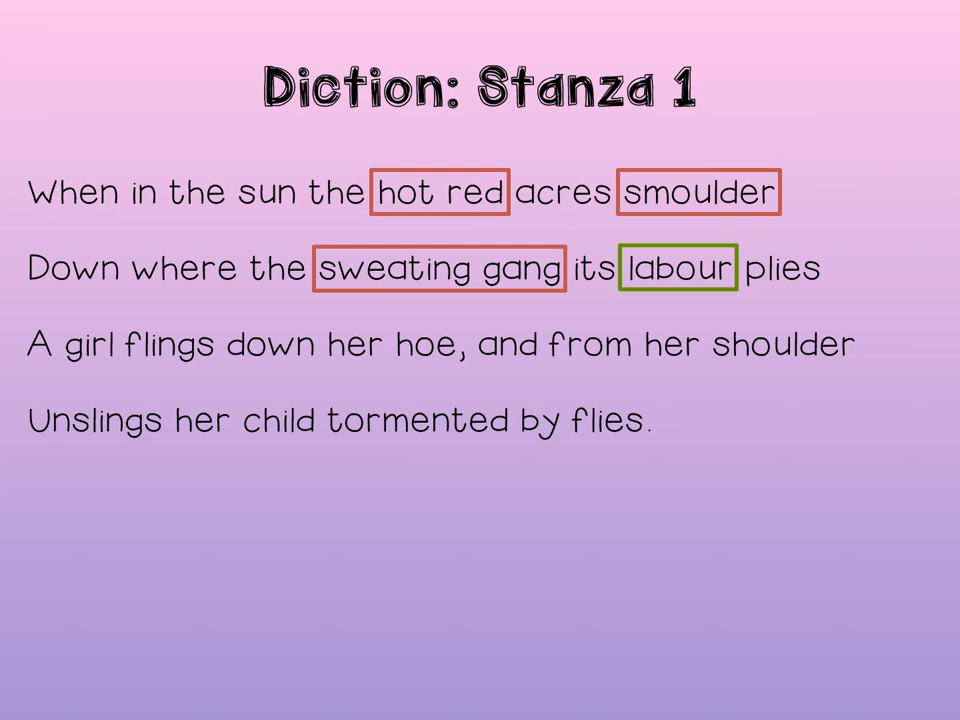 Diction: Stanza 1
When in the sun the hot red acres smoulder
Down where the sweating gang its labour plies
A girl flings down her hoe, and from her shoulder
Unslings her child tormented by flies.